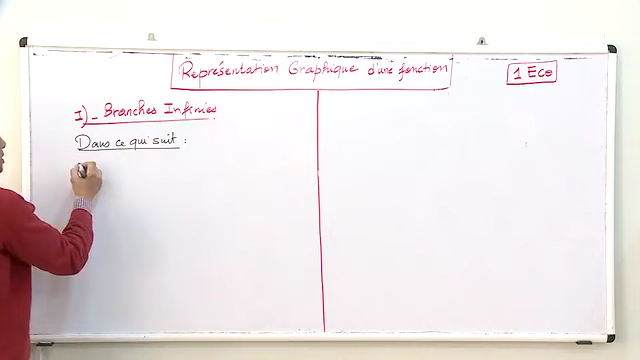 Représentation Graphique d'une fonction
1 Eco
I)_ Branches Infinies
Dans ce qui suit :